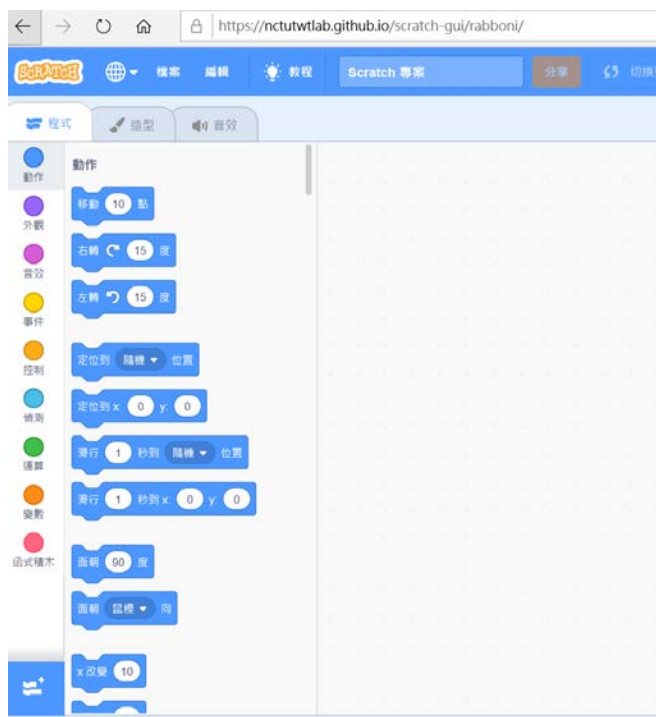 https://nctutwtlab.github.io/scratch-gui/rabboni/
SCRATCH 檔案 編輯 教程 Scratch 專案 分享 切換
程式 造型 音效
動作
外觀
音效
事件
控制
偵測
運算
變數
函式積木
動作
移動 10 點
右轉 15 度
左轉 15 度
定位到 隨機 位置
定位到 x: 0 y: 0
滑行 1 秒到 隨機 位置
滑行 1 秒到 x: 0 y: 0
面朝 90 度
面朝 鼠標 向
x 改變 10